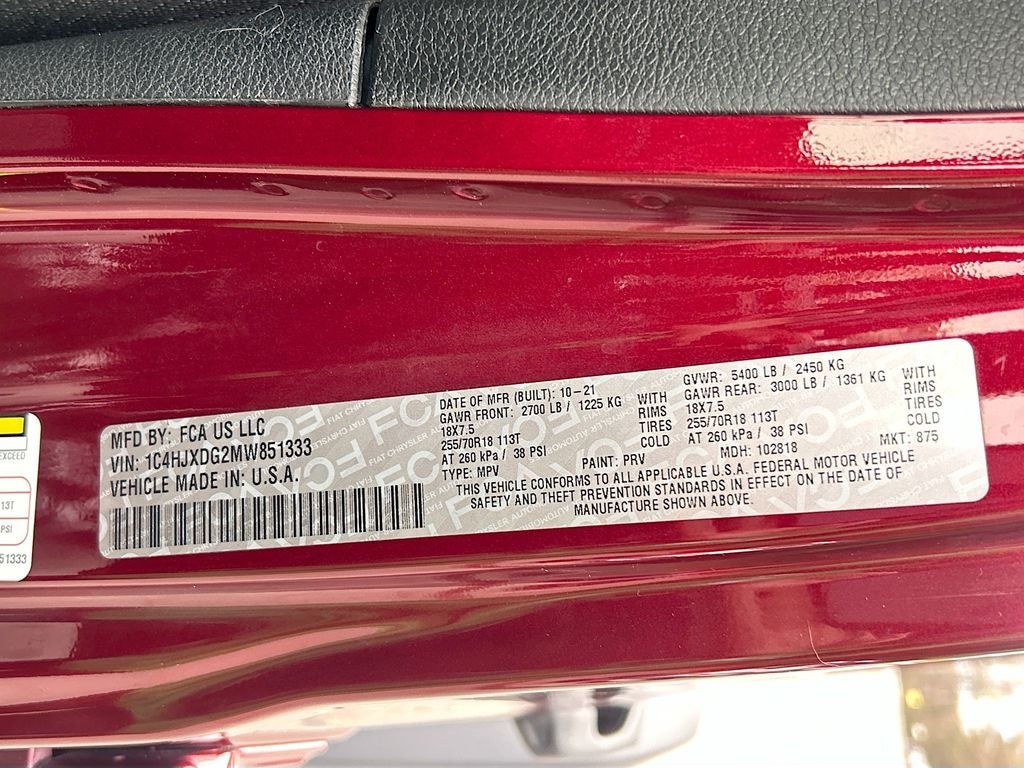 MFD BY: FCA US LLC
VIN: 1C4HJXDG2MW851333
VEHICLE MADE IN: U.S.A.
DATE OF MFR (BUILT): 10-21
GAWR FRONT: 2700 LB / 1225 KG WITH
18X7.5 RIMS
255/70R18 113T TIRES
AT 260 kPa / 38 PSI COLD
GVWR: 5400 LB / 2450 KG
GAWR REAR: 3000 LB / 1361 KG WITH
18X7.5 RIMS
255/70R18 113T TIRES
AT 260 kPa / 38 PSI COLD
TYPE: MPV PAINT: PRV MDH: 102818 MKT: 875
THIS VEHICLE CONFORMS TO ALL APPLICABLE U.S.A. FEDERAL MOTOR VEHICLE
SAFETY AND THEFT PREVENTION STANDARDS IN EFFECT ON THE DATE OF
MANUFACTURE SHOWN ABOVE.
EXCEED
13T
PSI
51333